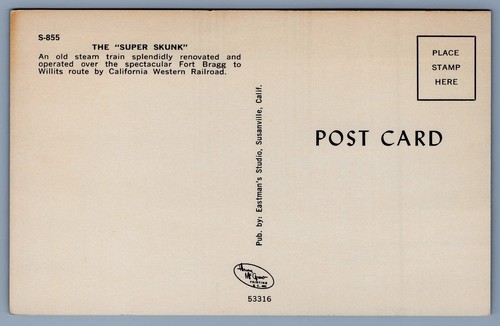 S-855
THE "SUPER SKUNK"
An old steam train splendidly renovated and
operated over the spectacular Fort Bragg to
Willits route by California Western Railroad.
PLACE
STAMP
HERE
POST CARD
Pub. by: Eastman's Studio, Susanville, Calif.
PRINTING
53316